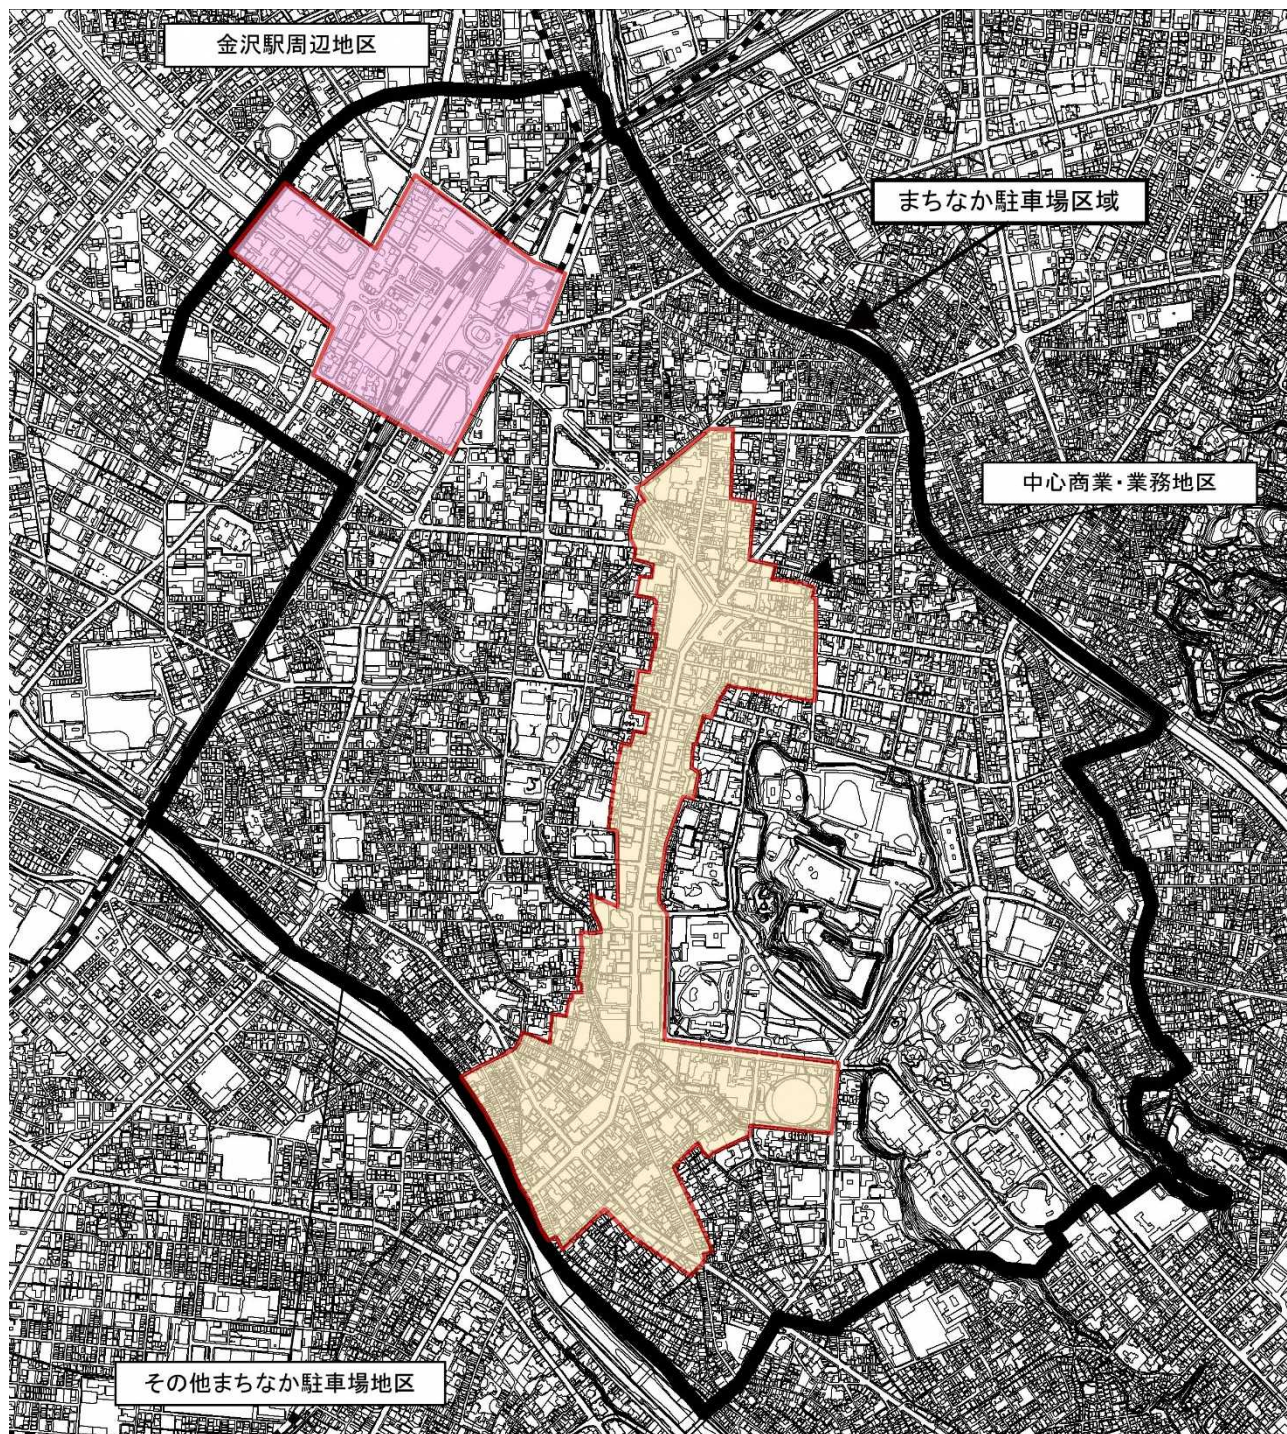 金沢駅周辺地区
まちなか駐車場区域
中心商業・業務地区
その他まちなか駐車場地区